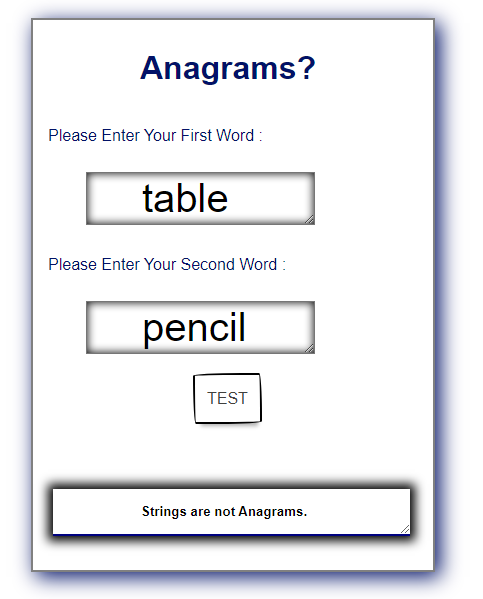 Anagrams?
Please Enter Your First Word :
table
Please Enter Your Second Word :
pencil
TEST
Strings are not Anagrams.